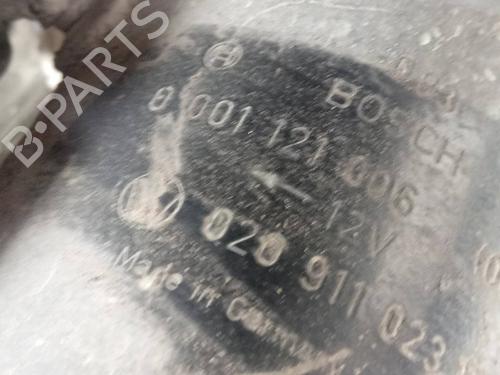 B-PARTS
BOSCH
0 001 121 006
12V
020 911 023
Made in Germany